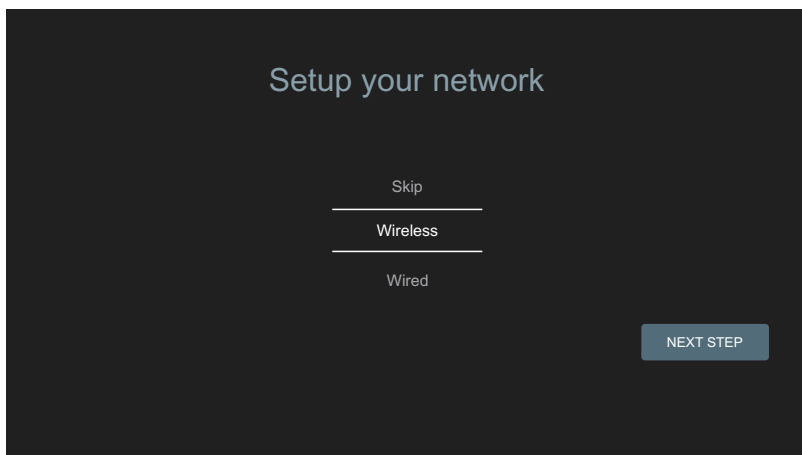 Setup your network
Skip
Wireless
Wired
NEXT STEP